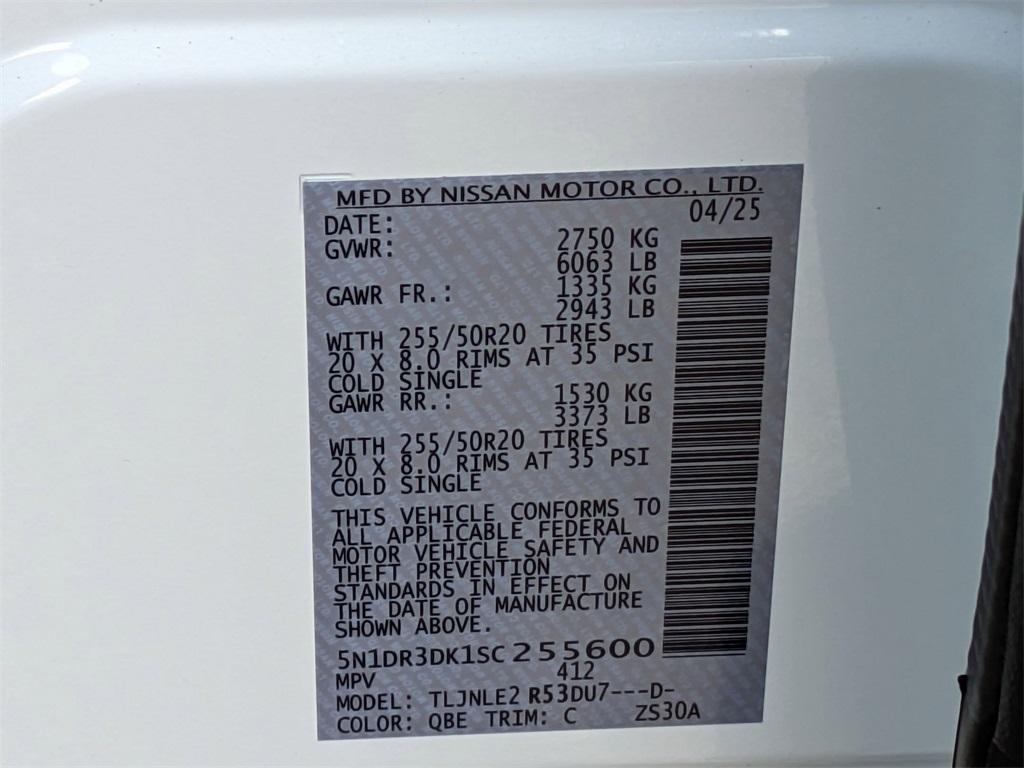 MFD BY NISSAN MOTOR CO., LTD.
DATE: 04/25
GVWR: 2750 KG
6063 LB
GAWR FR.: 1335 KG
2943 LB
WITH 255/50R20 TIRES
20 X 8.0 RIMS AT 35 PSI
COLD SINGLE
GAWR RR.: 1530 KG
3373 LB
WITH 255/50R20 TIRES
20 X 8.0 RIMS AT 35 PSI
COLD SINGLE
THIS VEHICLE CONFORMS TO
ALL APPLICABLE FEDERAL
MOTOR VEHICLE SAFETY AND
THEFT PREVENTION
STANDARDS IN EFFECT ON
THE DATE OF MANUFACTURE
SHOWN ABOVE.
5N1DR3DK1SC 255600
MPV 412
MODEL: TLJNLE2 R53DU7---D-
COLOR: QBE TRIM: C ZS30A